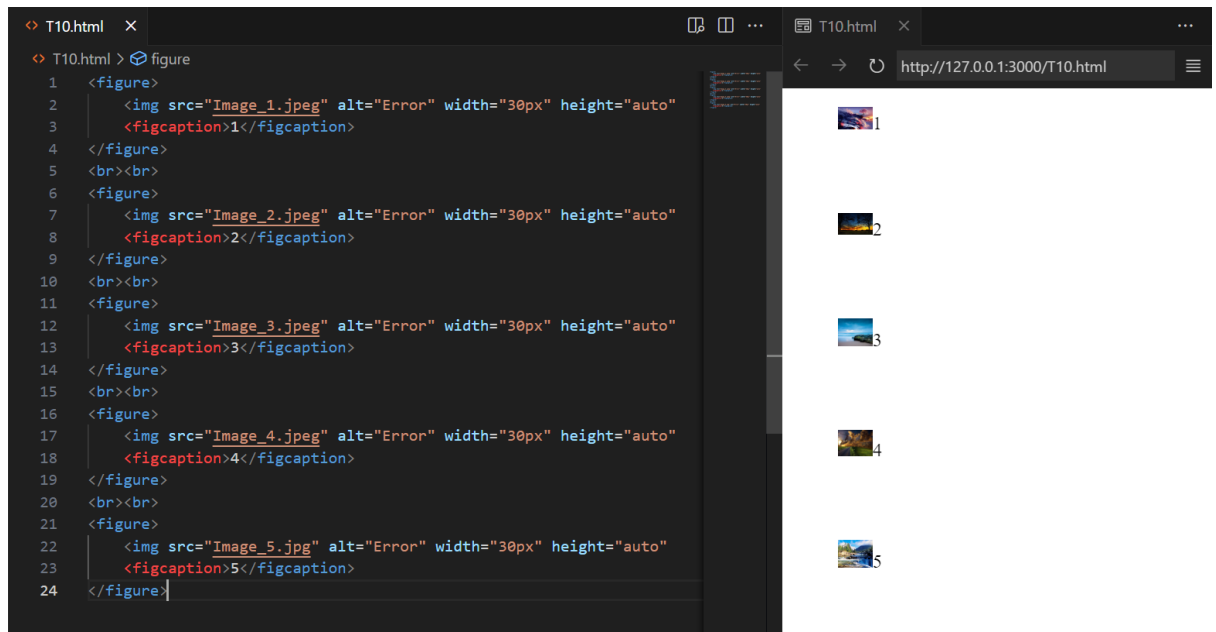 T10.html
T10.html > figure
1 <figure>
2 <img src="Image_1.jpeg" alt="Error" width="30px" height="auto"
3 <figcaption>1</figcaption>
4 </figure>
5 <br><br>
6 <figure>
7 <img src="Image_2.jpeg" alt="Error" width="30px" height="auto"
8 <figcaption>2</figcaption>
9 </figure>
10 <br><br>
11 <figure>
12 <img src="Image_3.jpeg" alt="Error" width="30px" height="auto"
13 <figcaption>3</figcaption>
14 </figure>
15 <br><br>
16 <figure>
17 <img src="Image_4.jpeg" alt="Error" width="30px" height="auto"
18 <figcaption>4</figcaption>
19 </figure>
20 <br><br>
21 <figure>
22 <img src="Image_5.jpg" alt="Error" width="30px" height="auto"
23 <figcaption>5</figcaption>
24 </figure>
T10.html
http://127.0.0.1:3000/T10.html
1
2
3
4
5